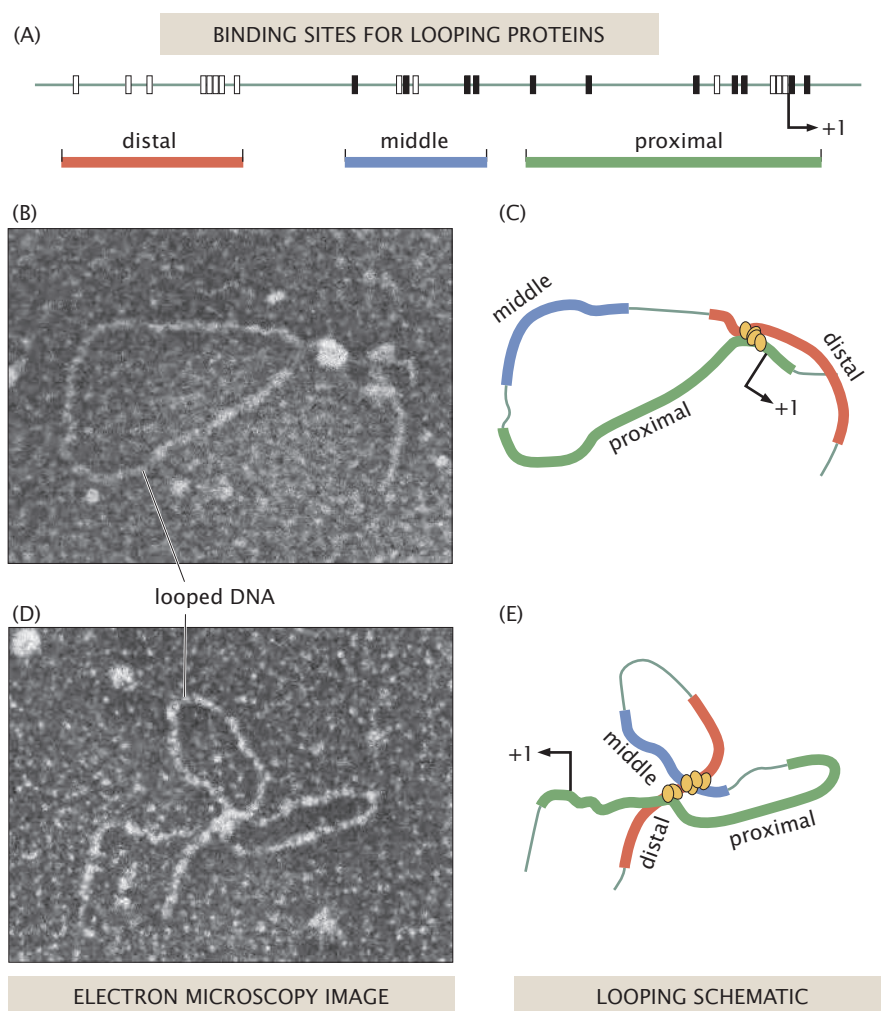 (A)
BINDING SITES FOR LOOPING PROTEINS
+1
distal
middle
proximal
(B)
(C)
middle
distal
+1
proximal
looped DNA
(D)
(E)
+1
middle
distal
proximal
ELECTRON MICROSCOPY IMAGE
LOOPING SCHEMATIC